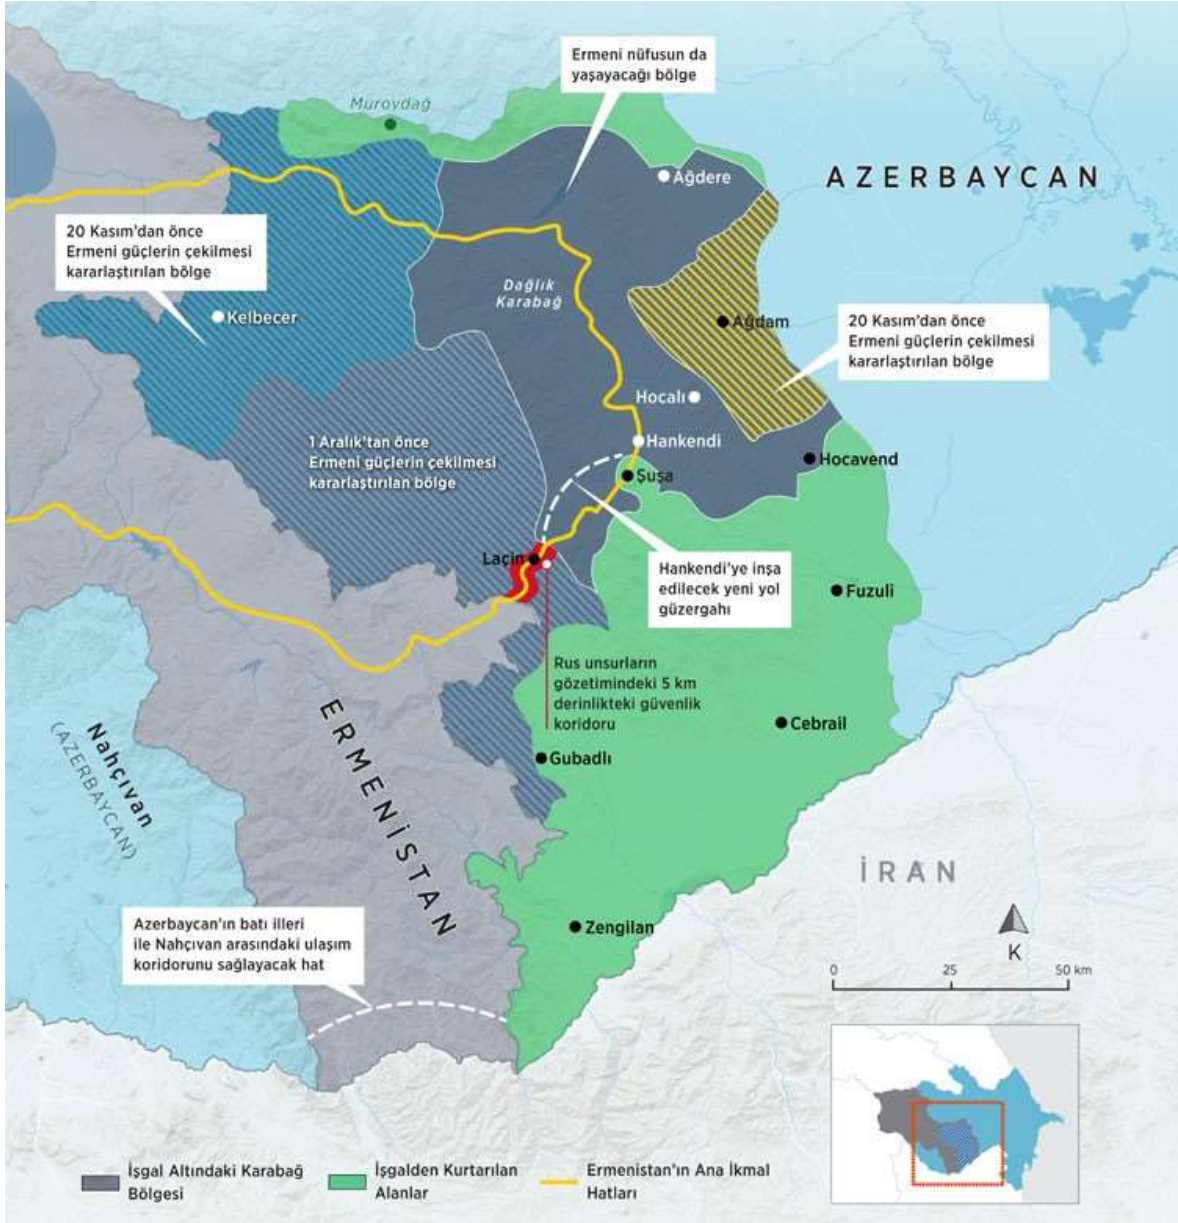 Ermeni nüfusun da
yaşayacağı bölge
Murovdağ
Ağdere
AZERBAYCAN
20 Kasım'dan önce
Ermeni güçlerin çekilmesi
kararlaştırılan bölge
Dağlık
Karabağ
Kelbecer
Ağdam
20 Kasım'dan önce
Ermeni güçlerin çekilmesi
kararlaştırılan bölge
Hocalı
1 Aralık'tan önce
Ermeni güçlerin çekilmesi
kararlaştırılan bölge
Hankendi
Hocavend
Şuşa
Laçin
Hankendi'ye inşa
edilecek yeni yol
güzergahı
Fuzuli
Rus unsurların
gözetimindeki 5 km
derinlikteki güvenlik
koridoru
ERMENİSTAN
Nahçıvan
(AZERBAYCAN)
Cebrail
Gubadlı
İRAN
Azerbaycan'ın batı illeri
ile Nahçıvan arasındaki ulaşım
koridorunu sağlayacak hat
Zengilan
K
0 25 50 km
İşgal Altındaki Karabağ
Bölgesi
İşgalden Kurtarılan
Alanlar
Ermenistan'ın Ana İkmal
Hatları